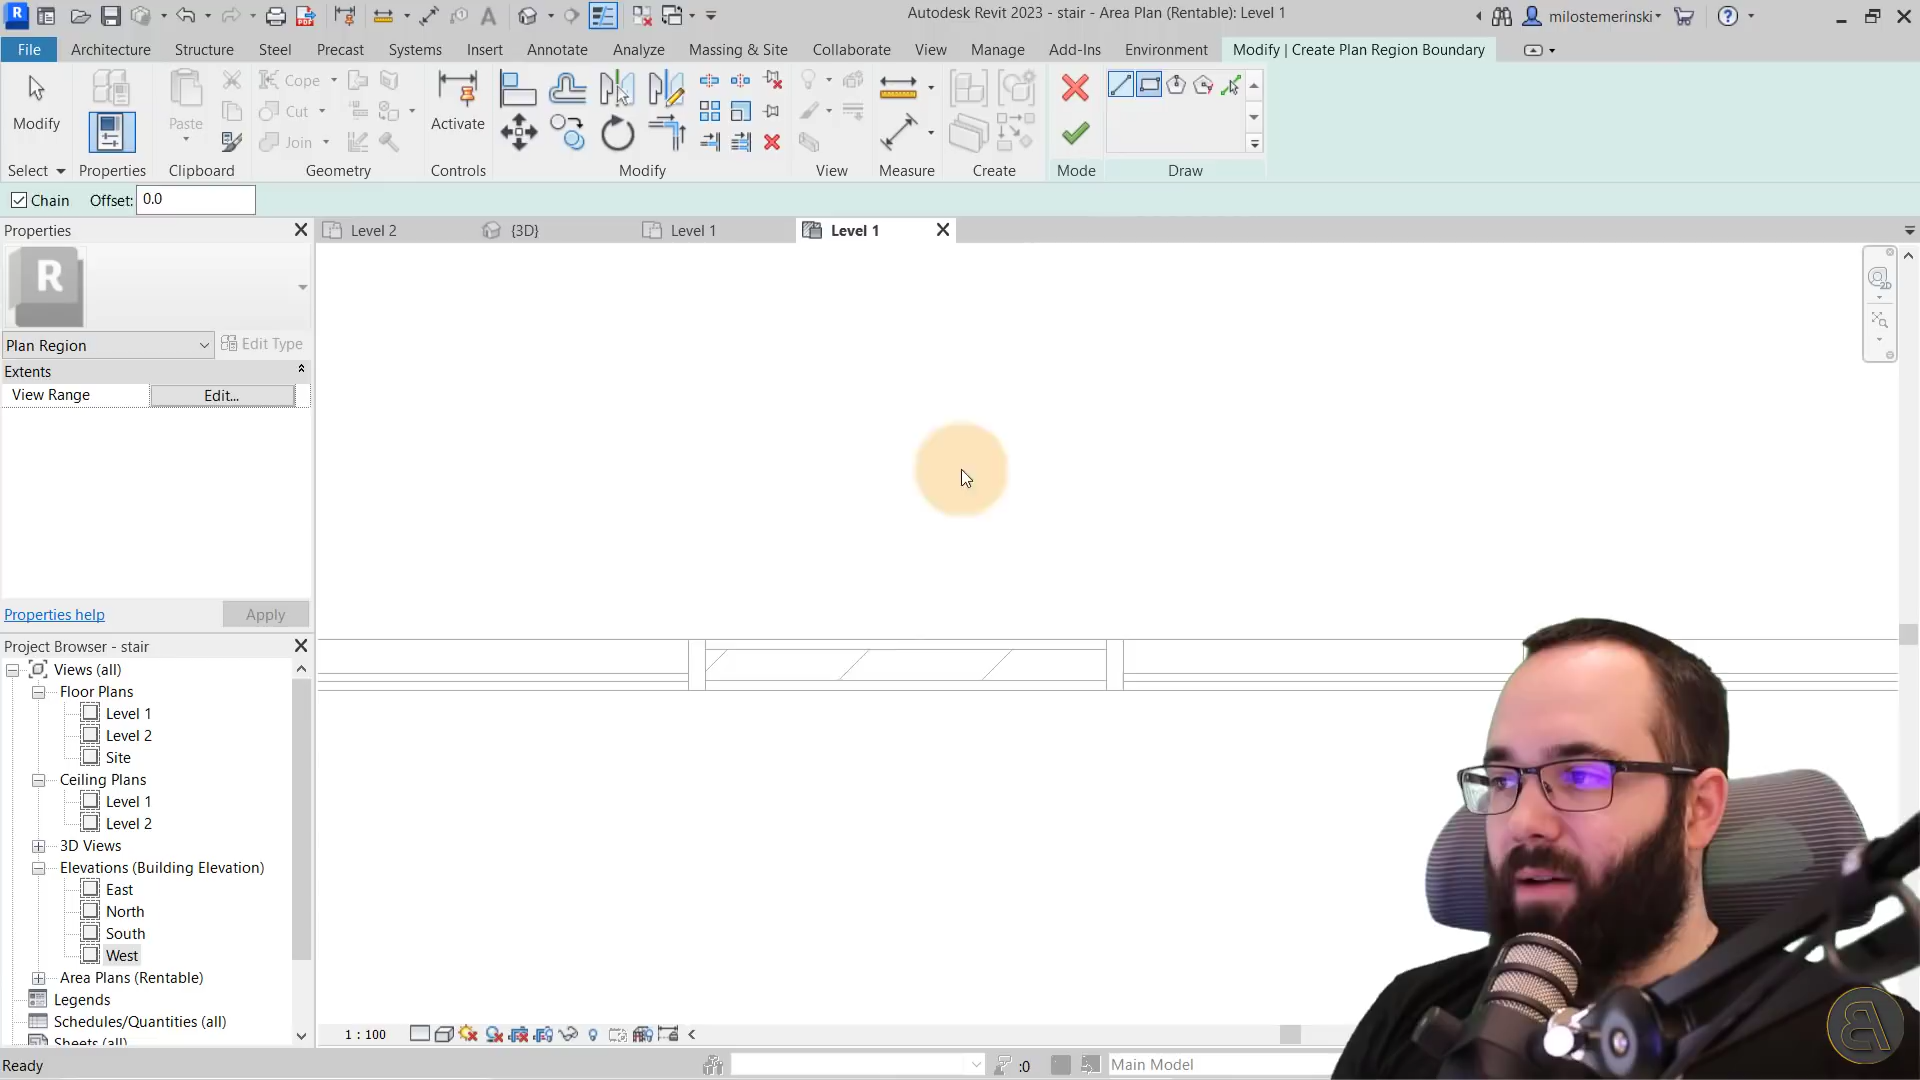 Autodesk Revit 2023 - stair - Area Plan (Rentable): Level 1
milostemerinski
File
Architecture
Structure
Steel
Precast
Systems
Insert
Annotate
Analyze
Massing & Site
Collaborate
View
Manage
Add-Ins
Environment
Modify | Create Plan Region Boundary
Modify
Paste
Cope
Cut
Join
Activate
Select
Properties
Clipboard
Geometry
Controls
Modify
View
Measure
Create
Mode
Draw
Chain
Offset:
0.0
Properties
Level 2
{3D}
Level 1
Level 1
R
2D
Plan Region
Edit Type
Extents
View Range
Edit...
Properties help
Apply
Project Browser - stair
Views (all)
Floor Plans
Level 1
Level 2
Site
Ceiling Plans
Level 1
Level 2
3D Views
Elevations (Building Elevation)
East
North
South
West
Area Plans (Rentable)
Legends
Schedules/Quantities (all)
Sheets (all)
1 : 100
Ready
:0
Main Model